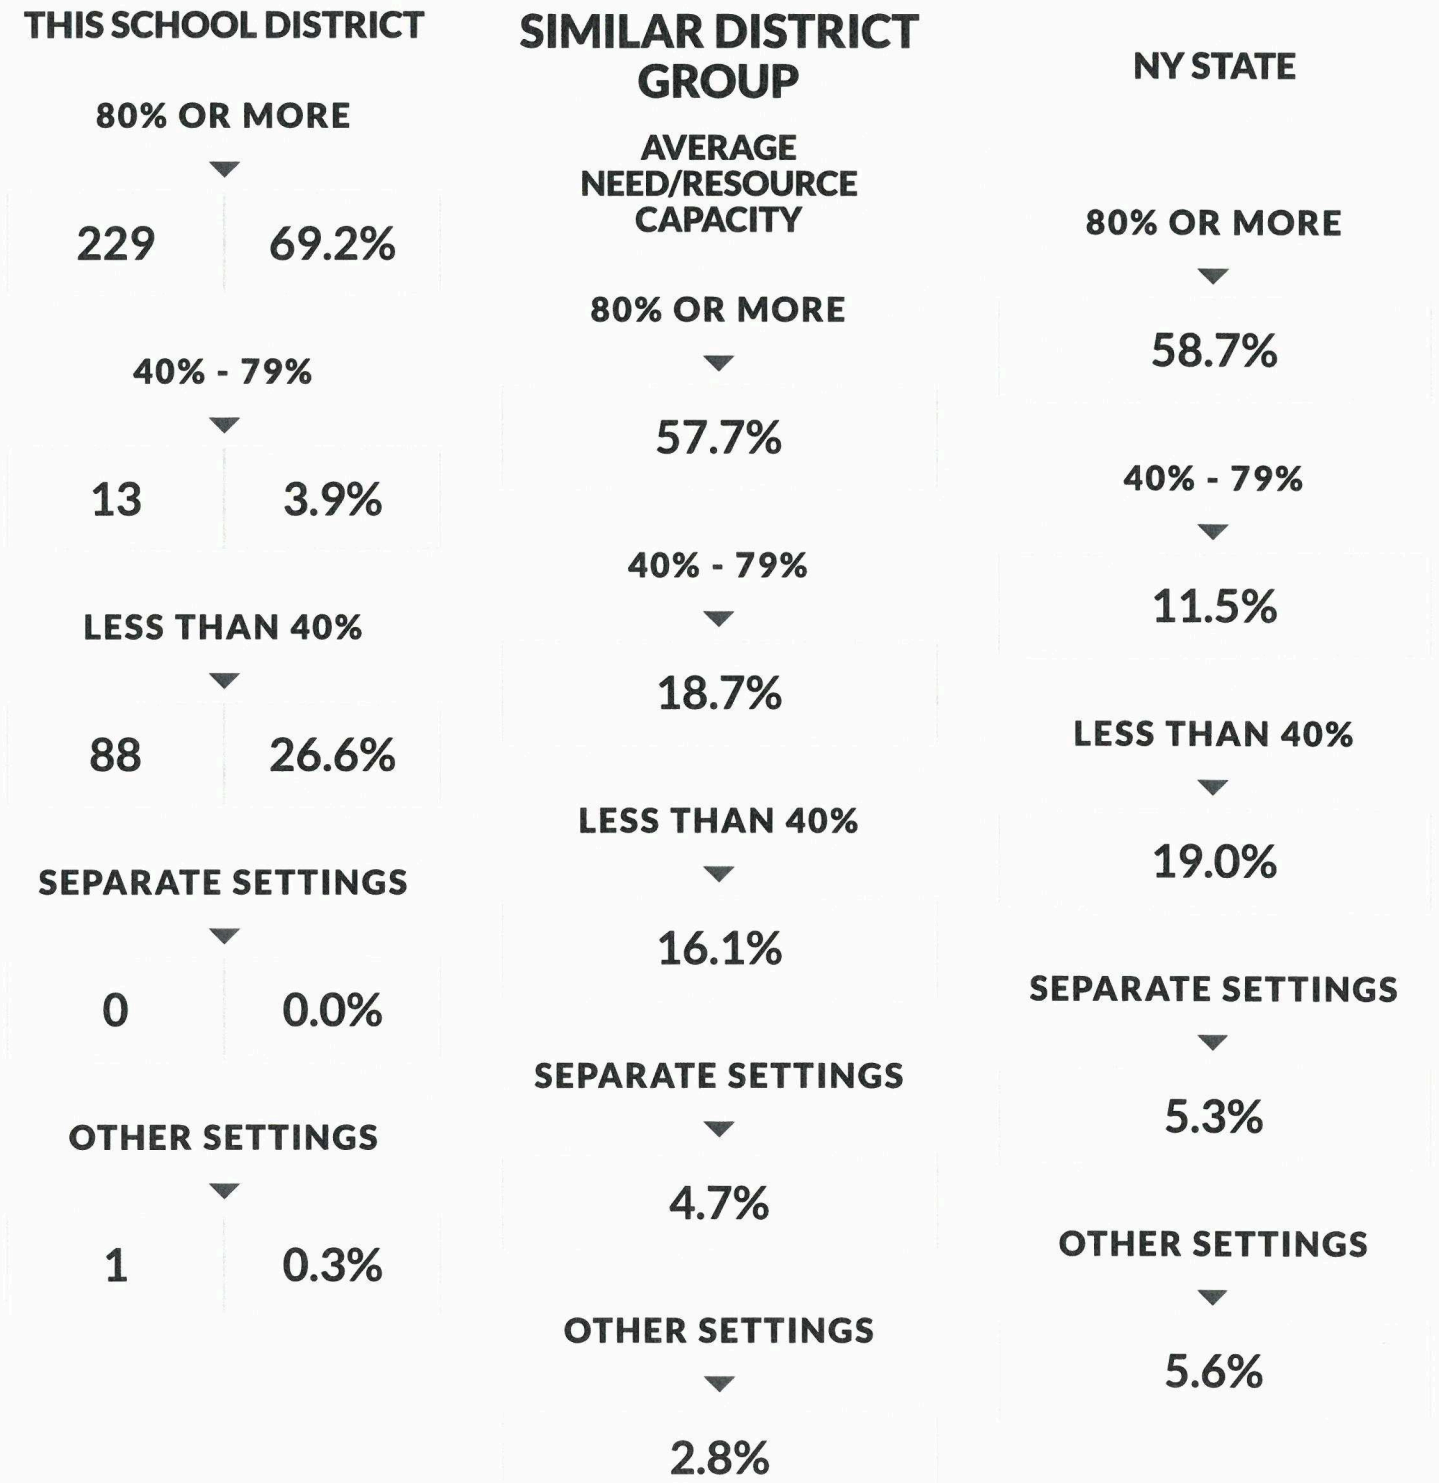 THIS SCHOOL DISTRICT
80% OR MORE
229 69.2%
40% - 79%
13 3.9%
LESS THAN 40%
88 26.6%
SEPARATE SETTINGS
0 0.0%
OTHER SETTINGS
1 0.3%
SIMILAR DISTRICT
GROUP
AVERAGE
NEED/RESOURCE
CAPACITY
80% OR MORE
57.7%
40% - 79%
18.7%
LESS THAN 40%
16.1%
SEPARATE SETTINGS
4.7%
OTHER SETTINGS
2.8%
NY STATE
80% OR MORE
58.7%
40% - 79%
11.5%
LESS THAN 40%
19.0%
SEPARATE SETTINGS
5.3%
OTHER SETTINGS
5.6%